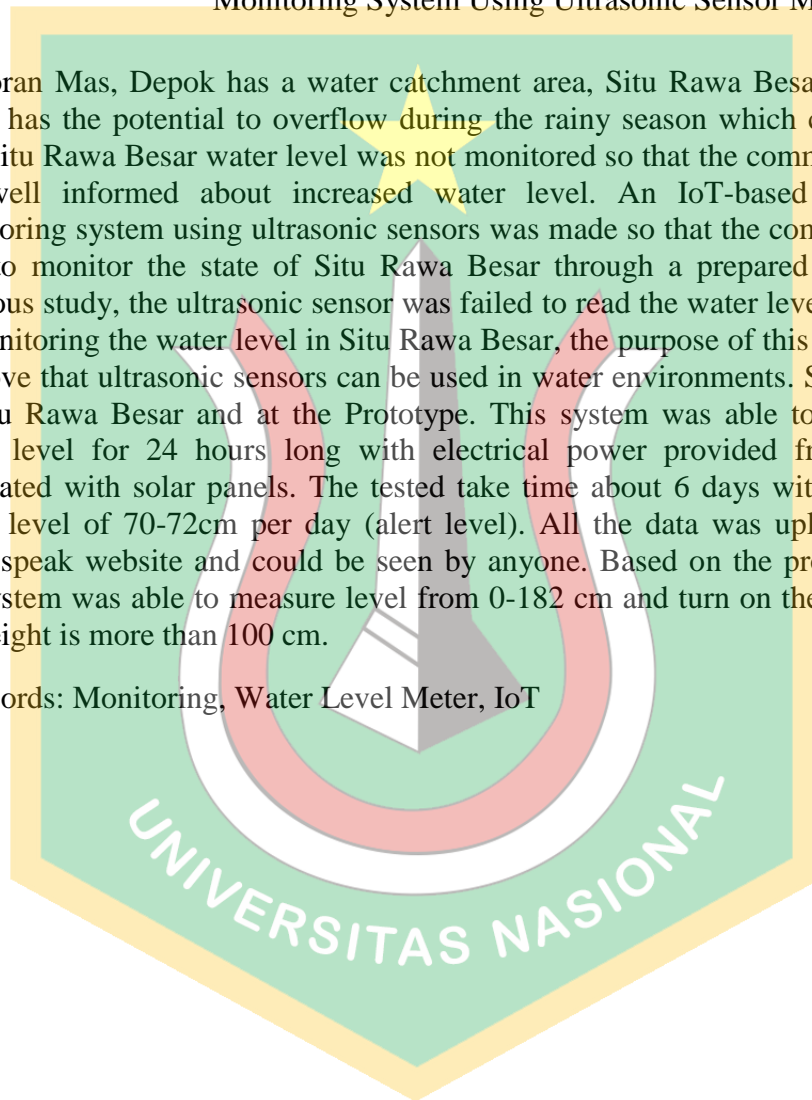 Monitoring System Using Ultrasonic Sensor M
oran Mas, Depok has a water catchment area, Situ Rawa Besa
has the potential to overflow during the rainy season which c
itu Rawa Besar water level was not monitored so that the comm
vell informed about increased water level. An IoT-based
oring system using ultrasonic sensors was made so that the con
to monitor the state of Situ Rawa Besar through a prepared
ous study, the ultrasonic sensor was failed to read the water leve
nitoring the water level in Situ Rawa Besar, the purpose of this
ove that ultrasonic sensors can be used in water environments. S
u Rawa Besar and at the Prototype. This system was able to
level for 24 hours long with electrical power provided fr
ated with solar panels. The tested take time about 6 days wit
level of 70-72cm per day (alert level). All the data was upl
speak website and could be seen by anyone. Based on the pr
ystem was able to measure level from 0-182 cm and turn on the
eight is more than 100 cm.
ords: Monitoring, Water Level Meter, IoT
UNIVERSITAS NASIONAL